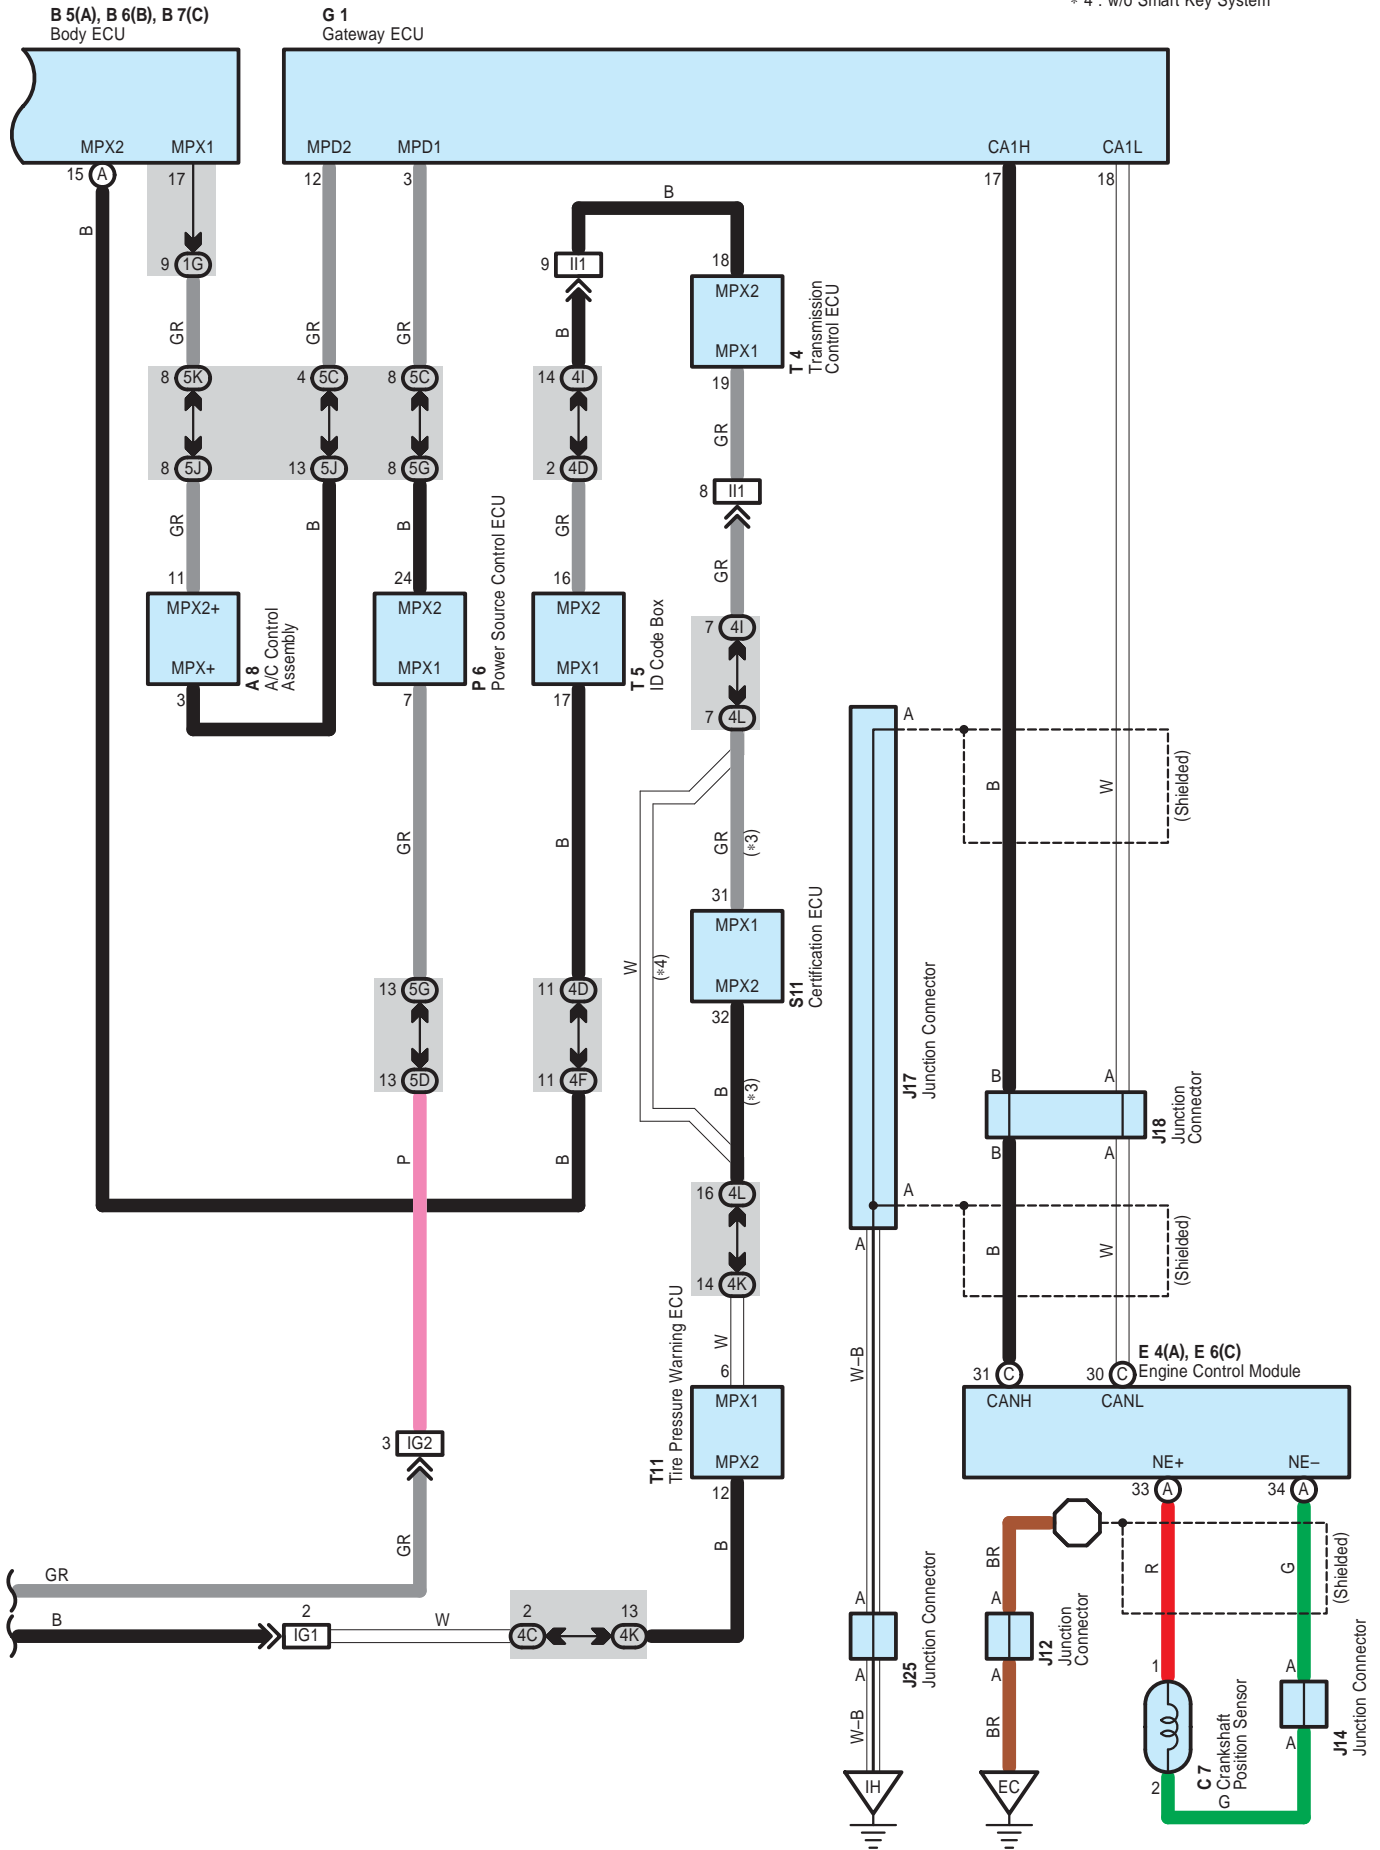 ∗ 4 : w/o Smart Key System
B 5(A), B 6(B), B 7(C)
Body ECU
G 1
Gateway ECU
MPX2
MPX1
MPD2
MPD1
CA1H
CA1L
15
A
17
12
3
17
18
B
B
9
1G
9
II1
18
MPX2
MPX1
T 4
Transmission
Control ECU
GR
GR
GR
B
8
5K
4
5C
8
5C
14
4I
19
GR
8
5J
13
5J
8
5G
2
4D
8
II1
GR
B
B
GR
GR
11
24
16
MPX2+
MPX+
A 8
A/C Control
Assembly
MPX2
MPX1
P 6
Power Source Control ECU
MPX2
MPX1
T 5
ID Code Box
7
4I
3
7
17
7
4L
A
B
W
(Shielded)
GR
B
GR
(∗3)
31
MPX1
MPX2
S11
Certification ECU
W
(∗4)
32
13
5G
11
4D
13
5D
11
4F
B
(∗3)
J17
Junction Connector
B
A
J18
Junction
Connector
B
A
P
B
16
4L
A
A
B
W
(Shielded)
14
4K
W
6
W–B
31
C
30
C
E 4(A), E 6(C)
Engine Control Module
CANH
CANL
MPX1
MPX2
T11
Tire Pressure Warning ECU
3
IG2
NE+
NE–
12
33
A
34
A
GR
B
BR
R
G
(Shielded)
GR
B
2
IG1
W
2
4C
13
4K
A
J25
Junction Connector
A
A
J12
Junction
Connector
A
1
A
J14
Junction Connector
A
W–B
BR
C 7
Crankshaft
Position Sensor
2
G
IH
EC